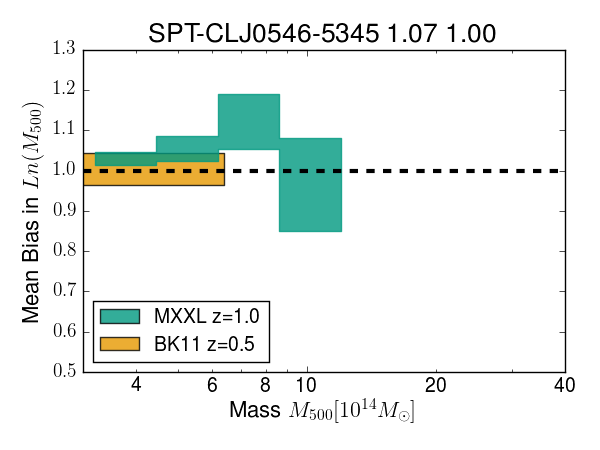 SPT-CLJ0546-5345 1.07 1.00
1.3
1.2
1.1
1.0
0.9
0.8
0.7
0.6
0.5
Mean Bias in Ln(M₅₀₀)
MXXL z=1.0
BK11 z=0.5
4 6 8 10 20 40
Mass M₅₀₀[10¹⁴M☉]